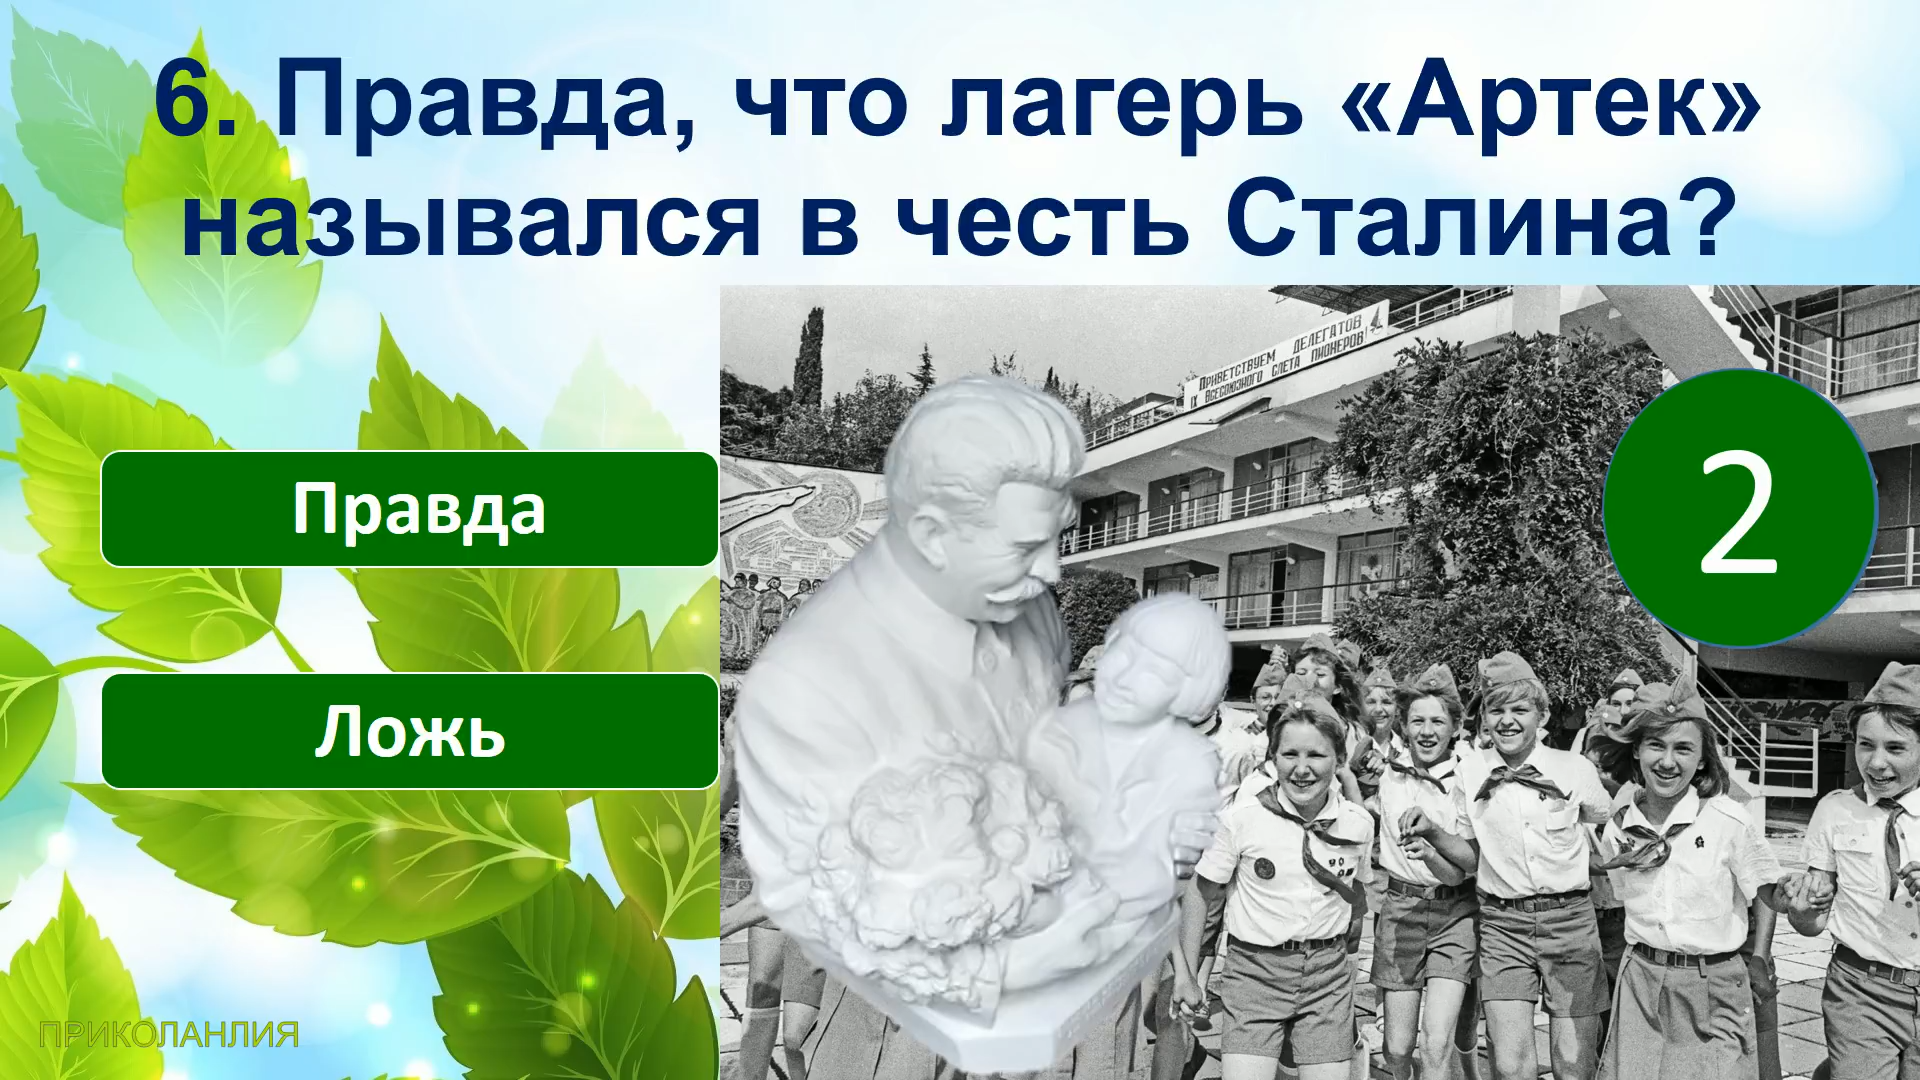 6. Правда, что лагерь «Артек»
назывался в честь Сталина?
ПРИВЕТСТВУЕМ ДЕЛЕГАТОВ
IX ВСЕСОЮЗНОГО СЛЕТА ПИОНЕРОВ!
2
Правда
Ложь
ПРИКОЛАНЛИЯ